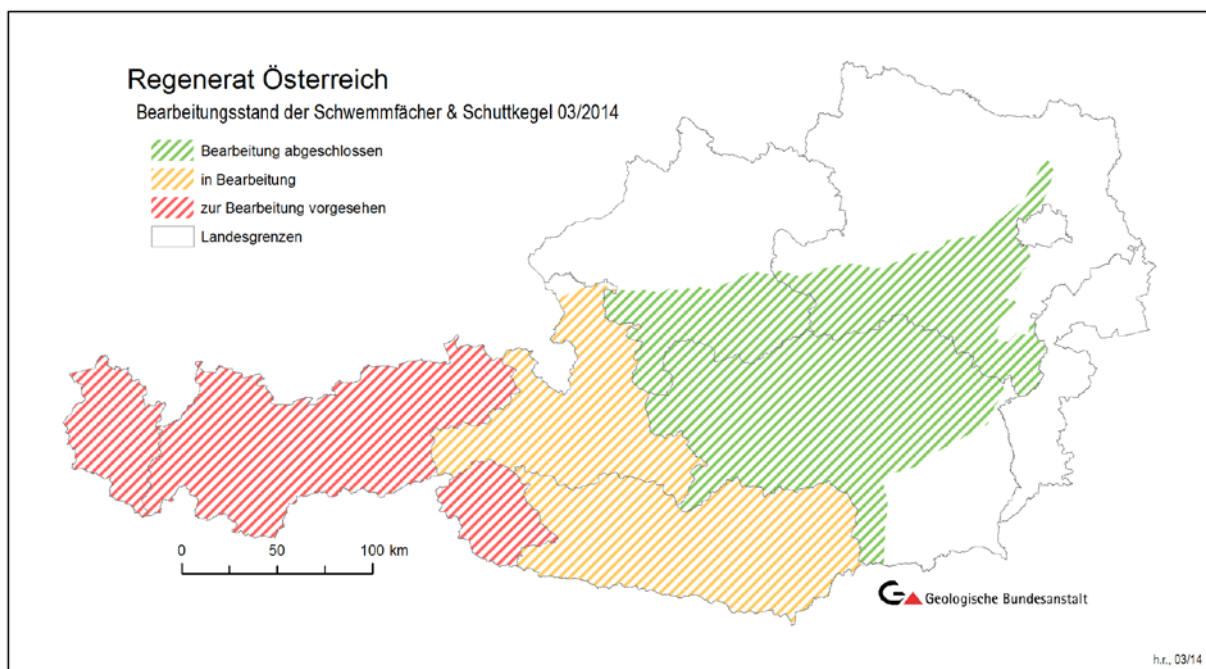 Regenerat Österreich
Bearbeitungsstand der Schwemmfächer & Schuttkegel 03/2014
Bearbeitung abgeschlossen
in Bearbeitung
zur Bearbeitung vorgesehen
Landesgrenzen
0 50 100 km
Geologische Bundesanstalt
h.r., 03/14